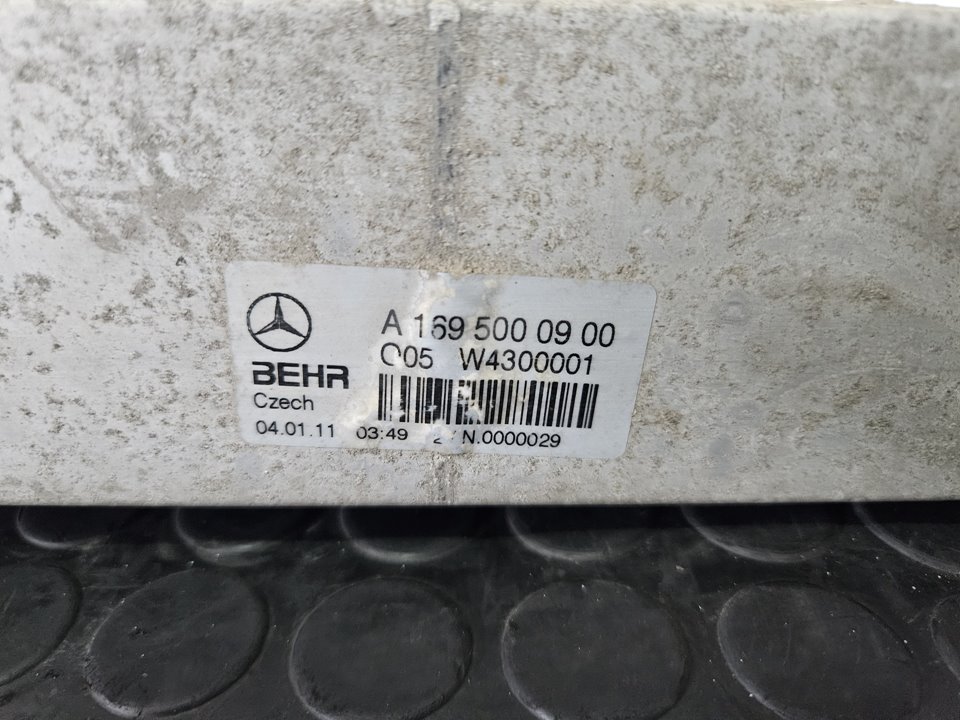 A 169 500 09 00
Q05 W4300001
BEHR
Czech
04.01.11 03:49 N.0000029